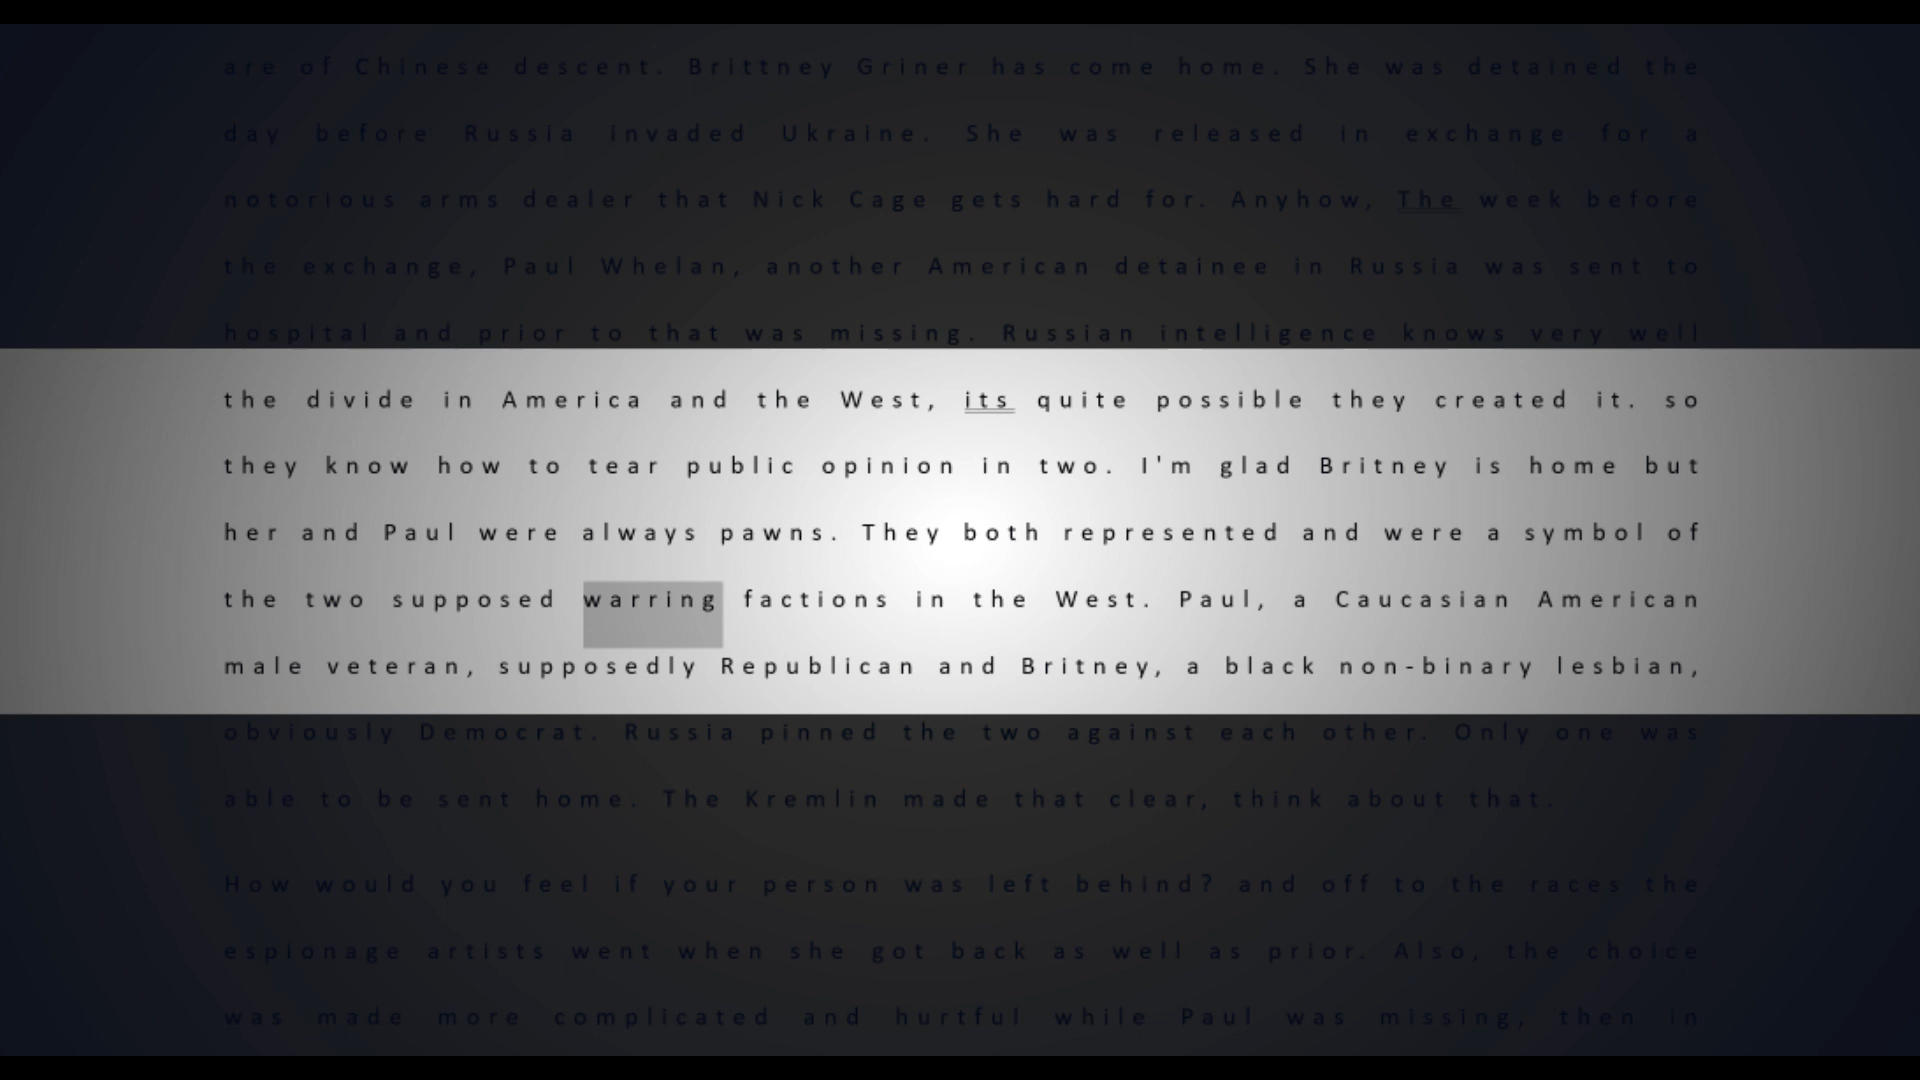 are of Chinese descent. Brittney Griner has come home. She was detained the
day before Russia invaded Ukraine. She was released in exchange for a
notorious arms dealer that Nick Cage gets hard for. Anyhow, The week before
the exchange, Paul Whelan, another American detainee in Russia was sent to
hospital and prior to that was missing. Russian intelligence knows very well
the divide in America and the West, its quite possible they created it. so
they know how to tear public opinion in two. I'm glad Britney is home but
her and Paul were always pawns. They both represented and were a symbol of
the two supposed warring factions in the West. Paul, a Caucasian American
male veteran, supposedly Republican and Britney, a black non-binary lesbian,
obviously Democrat. Russia pinned the two against each other. Only one was
able to be sent home. The Kremlin made that clear, think about that.
How would you feel if your person was left behind? and off to the races the
espionage artists went when she got back as well as prior. Also, the choice
was made more complicated and hurtful while Paul was missing, then in